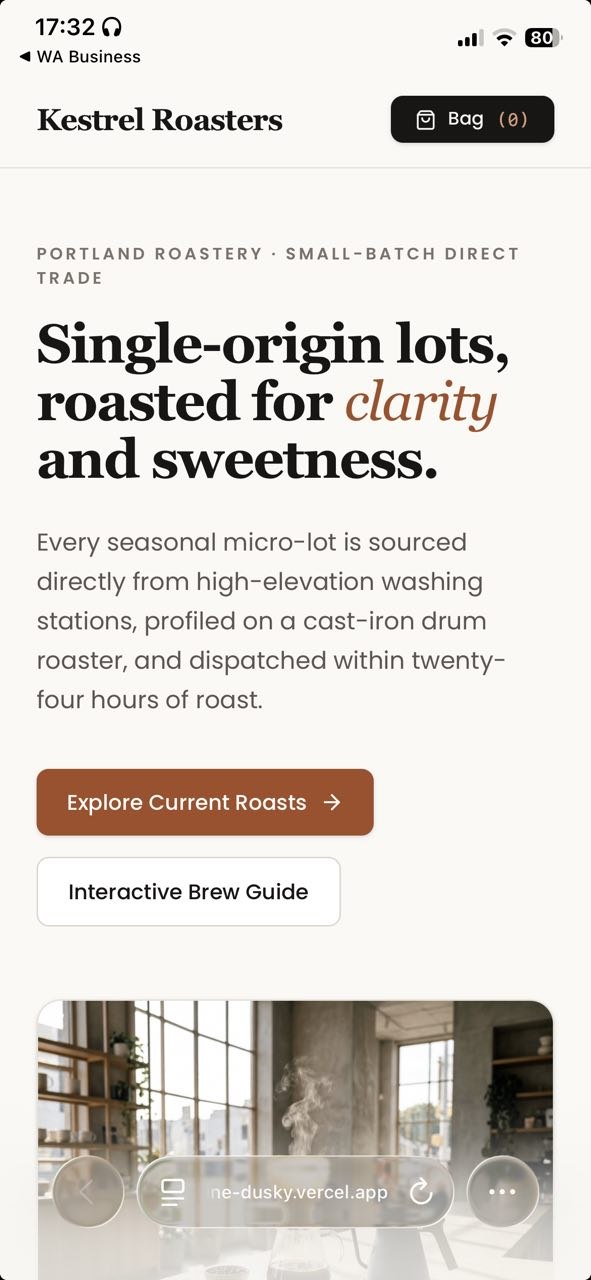 17:32
80
◀ WA Business
Kestrel Roasters
Bag (0)
PORTLAND ROASTERY · SMALL-BATCH DIRECT
TRADE
Single-origin lots,
roasted for clarity
and sweetness.
Every seasonal micro-lot is sourced
directly from high-elevation washing
stations, profiled on a cast-iron drum
roaster, and dispatched within twenty-
four hours of roast.
Explore Current Roasts →
Interactive Brew Guide
ne-dusky.vercel.app